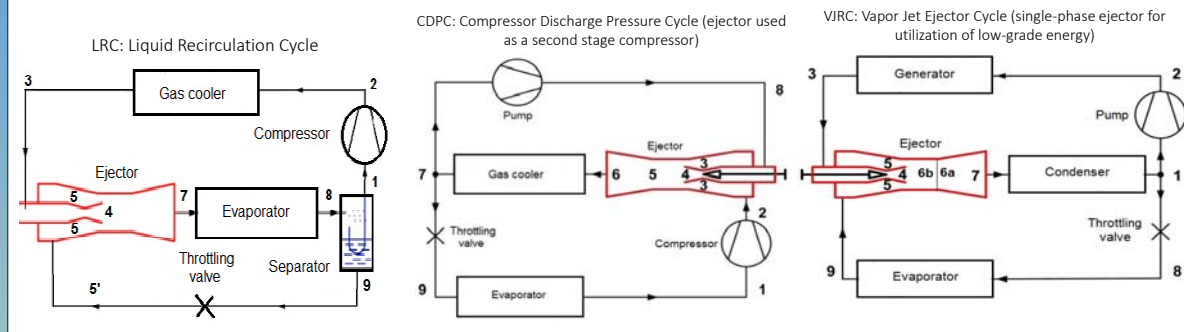 LRC: Liquid Recirculation Cycle
3
Gas cooler
2
Compressor
Ejector
1
5
4
5
7
Evaporator
8
Throttling
valve
Separator
9
5'
CDPC: Compressor Discharge Pressure Cycle (ejector used
as a second stage compressor)
Pump
8
Ejector
7
Gas cooler
6
5
4
3
3
2
Throttling
valve
Compressor
9
Evaporator
1
VJRC: Vapor Jet Ejector Cycle (single-phase ejector for
utilization of low-grade energy)
3
Generator
2
Pump
Ejector
5
4
6b
6a
7
5
Condenser
1
Throttling
valve
9
Evaporator
8